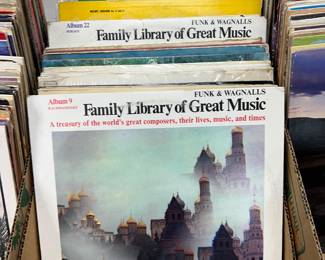 FUNK & WAGNALLS
Album 22
Family Library of Great Music
FUNK & WAGNALLS
Album 9
RACHMANINOFF
Family Library of Great Music
A treasury of the world's great composers, their lives, music, and times